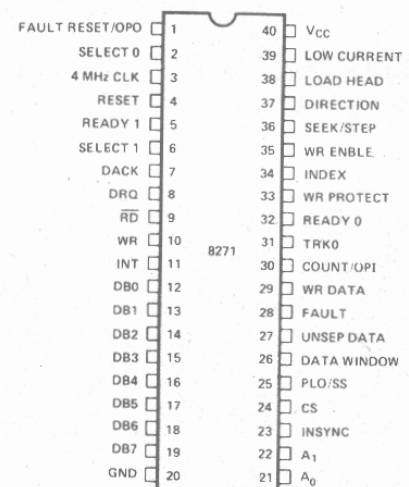 FAULT RESET/OPO 1 40 Vcc
SELECT 0 2 39 LOW CURRENT
4 MHz CLK 3 38 LOAD HEAD
RESET 4 37 DIRECTION
READY 1 5 36 SEEK/STEP
SELECT 1 6 35 WR ENBLE
DACK 7 34 INDEX
DRQ 8 33 WR PROTECT
RD 9 32 READY 0
WR 10 31 TRK0
8271
INT 11 30 COUNT/OPI
DB0 12 29 WR DATA
DB1 13 28 FAULT
DB2 14 27 UNSEP DATA
DB3 15 26 DATA WINDOW
DB4 16 25 PLO/SS
DB5 17 24 CS
DB6 18 23 INSYNC
DB7 19 22 A1
GND 20 21 A0